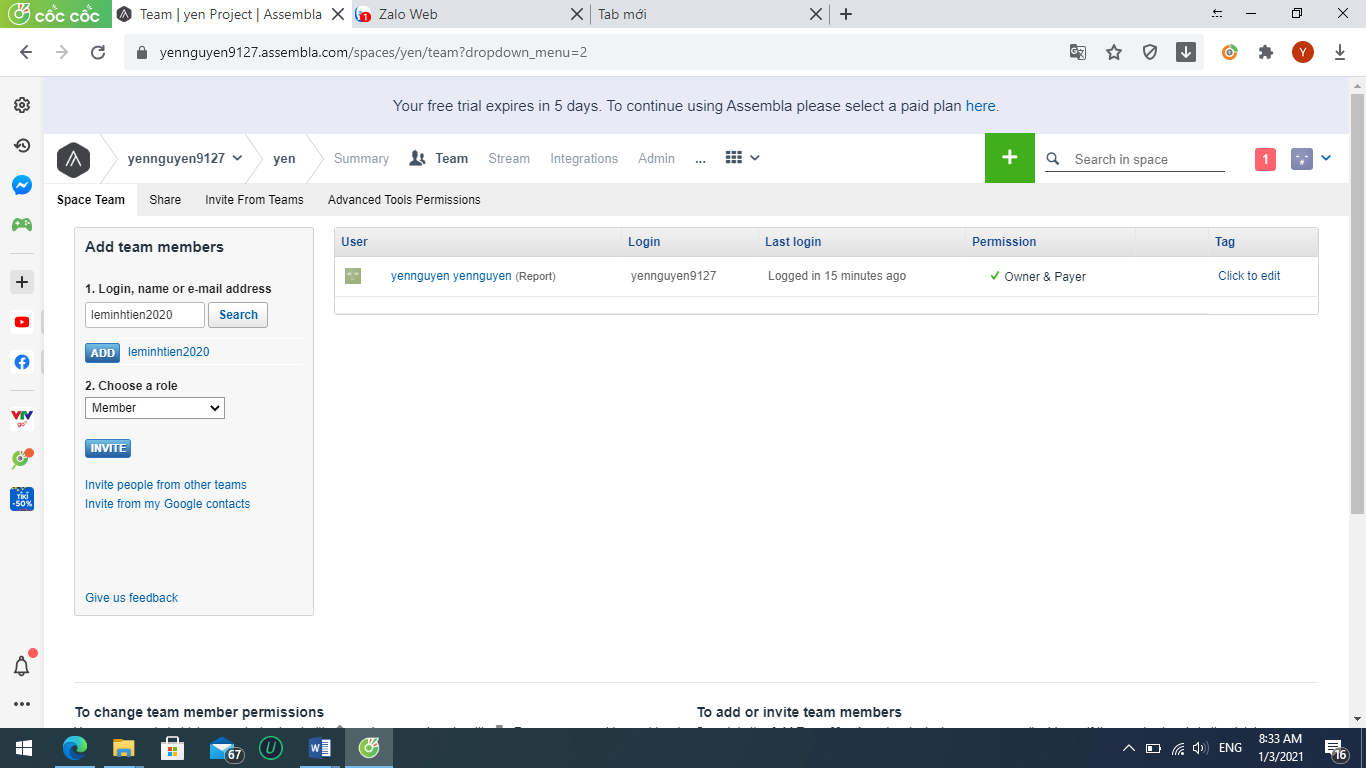 cốc cốc
Team | yen Project | Assembla
1
Zalo Web
Tab mới
yennguyen9127.assembla.com/spaces/yen/team?dropdown_menu=2
Y
Your free trial expires in 5 days. To continue using Assembla please select a paid plan here.
yennguyen9127
yen
Summary
Team
Stream
Integrations
Admin
...
+
Search in space
1
Space Team
Share
Invite From Teams
Advanced Tools Permissions
Add team members
1. Login, name or e-mail address
leminhtien2020
Search
ADD
leminhtien2020
2. Choose a role
Member
INVITE
Invite people from other teams
Invite from my Google contacts
Give us feedback
User
Login
Last login
Permission
Tag
yennguyen yennguyen (Report)
yennguyen9127
Logged in 15 minutes ago
Owner & Payer
Click to edit
VTV
go
TIKI
-50%
To change team member permissions
To add or invite team members
67
U
W
ENG
8:33 AM
1/3/2021
16